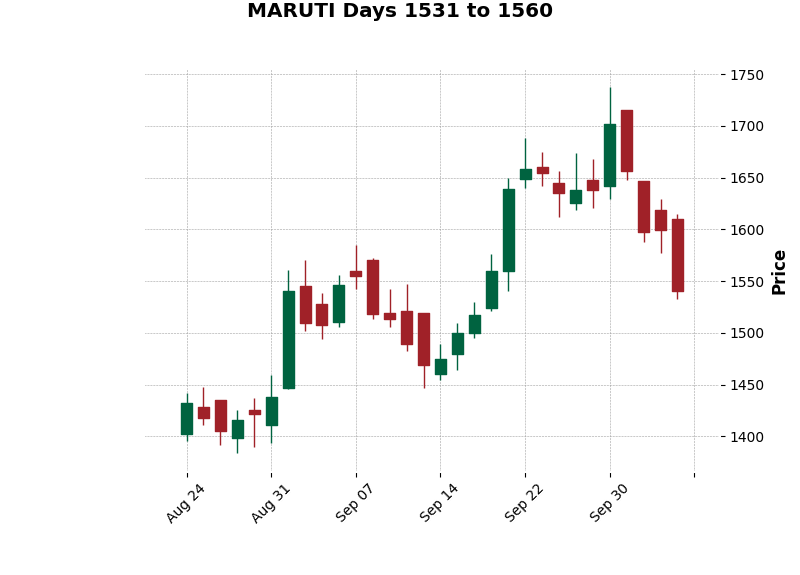 MARUTI Days 1531 to 1560
1750
1700
1650
1600
1550
1500
1450
1400
Price
Aug 24
Aug 31
Sep 07
Sep 14
Sep 22
Sep 30